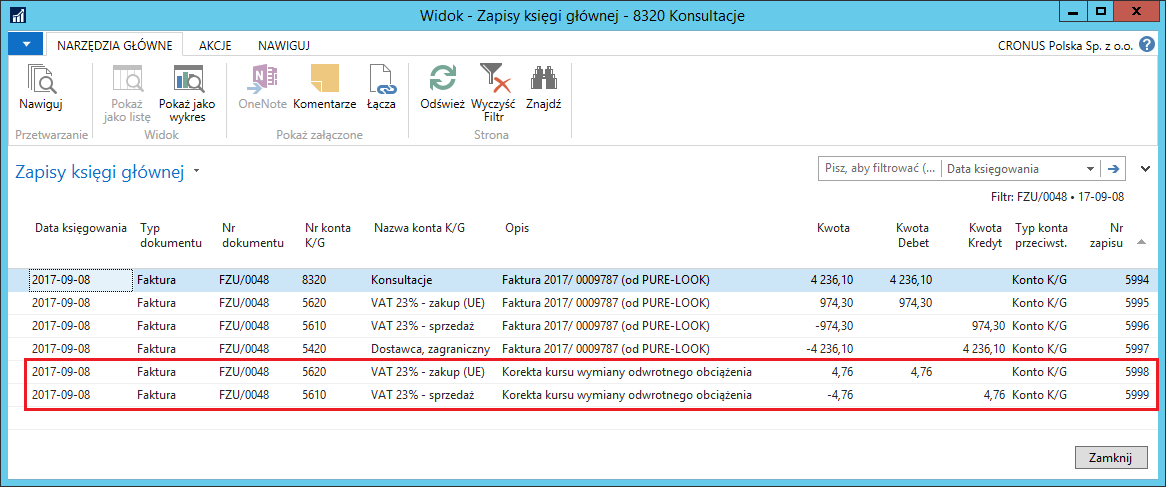 Widok - Zapisy księgi głównej - 8320 Konsultacje
NARZĘDZIA GŁÓWNE AKCJE NAWIGUJ CRONUS Polska Sp. z o.o.
Nawiguj Pokaż jako listę Pokaż jako wykres OneNote Komentarze Łącza Odśwież Wyczyść Filtr Znajdź
Przetwarzanie Widok Pokaż załączone Strona
Zapisy księgi głównej Pisz, aby filtrować (... Data księgowania
Filtr: FZU/0048 • 17-09-08
Data księgowania Typ dokumentu Nr dokumentu Nr konta K/G Nazwa konta K/G Opis Kwota Kwota Debet Kwota Kredyt Typ konta przeciwst. Nr zapisu
2017-09-08 Faktura FZU/0048 8320 Konsultacje Faktura 2017/ 0009787 (od PURE-LOOK) 4 236,10 4 236,10 Konto K/G 5994
2017-09-08 Faktura FZU/0048 5620 VAT 23% - zakup (UE) Faktura 2017/ 0009787 (od PURE-LOOK) 974,30 974,30 Konto K/G 5995
2017-09-08 Faktura FZU/0048 5610 VAT 23% - sprzedaż Faktura 2017/ 0009787 (od PURE-LOOK) -974,30 974,30 Konto K/G 5996
2017-09-08 Faktura FZU/0048 5420 Dostawca, zagraniczny Faktura 2017/ 0009787 (od PURE-LOOK) -4 236,10 4 236,10 Konto K/G 5997
2017-09-08 Faktura FZU/0048 5620 VAT 23% - zakup (UE) Korekta kursu wymiany odwrotnego obciążenia 4,76 4,76 Konto K/G 5998
2017-09-08 Faktura FZU/0048 5610 VAT 23% - sprzedaż Korekta kursu wymiany odwrotnego obciążenia -4,76 4,76 Konto K/G 5999
Zamknij